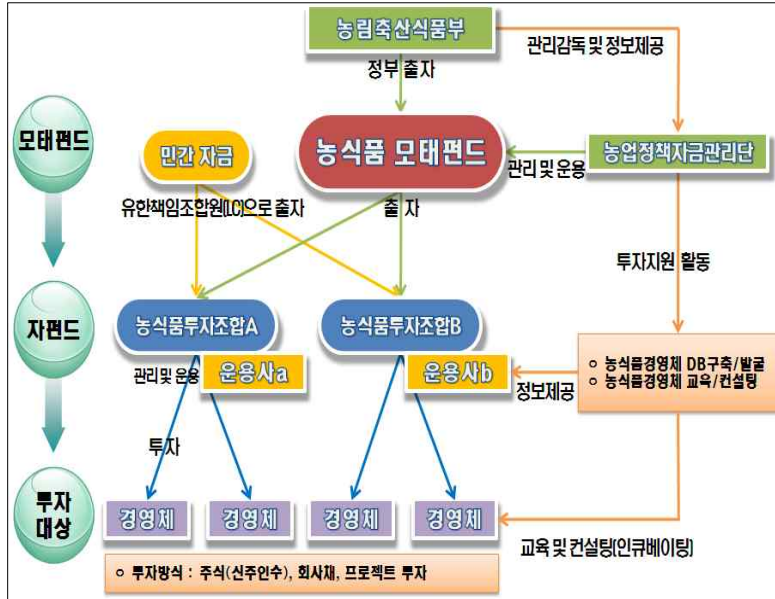 농림축산식품부
관리감독 및 정보제공
정부 출자
모태펀드
민간 자금
농식품 모태펀드
농업정책자금관리단
관리 및 운용
유한책임조합원(LC)으로 출자
출 자
투자지원 활동
자펀드
농식품투자조합A
농식품투자조합B
관리 및 운용
운용사a
운용사b
정보제공
○ 농식품경영체 DB구축/발굴
○ 농식품경영체 교육/컨설팅
투자
투자
대상
경영체
경영체
경영체
경영체
교육 및 컨설팅(인큐베이팅)
○ 투자방식 : 주식(신주인수), 회사채, 프로젝트 투자